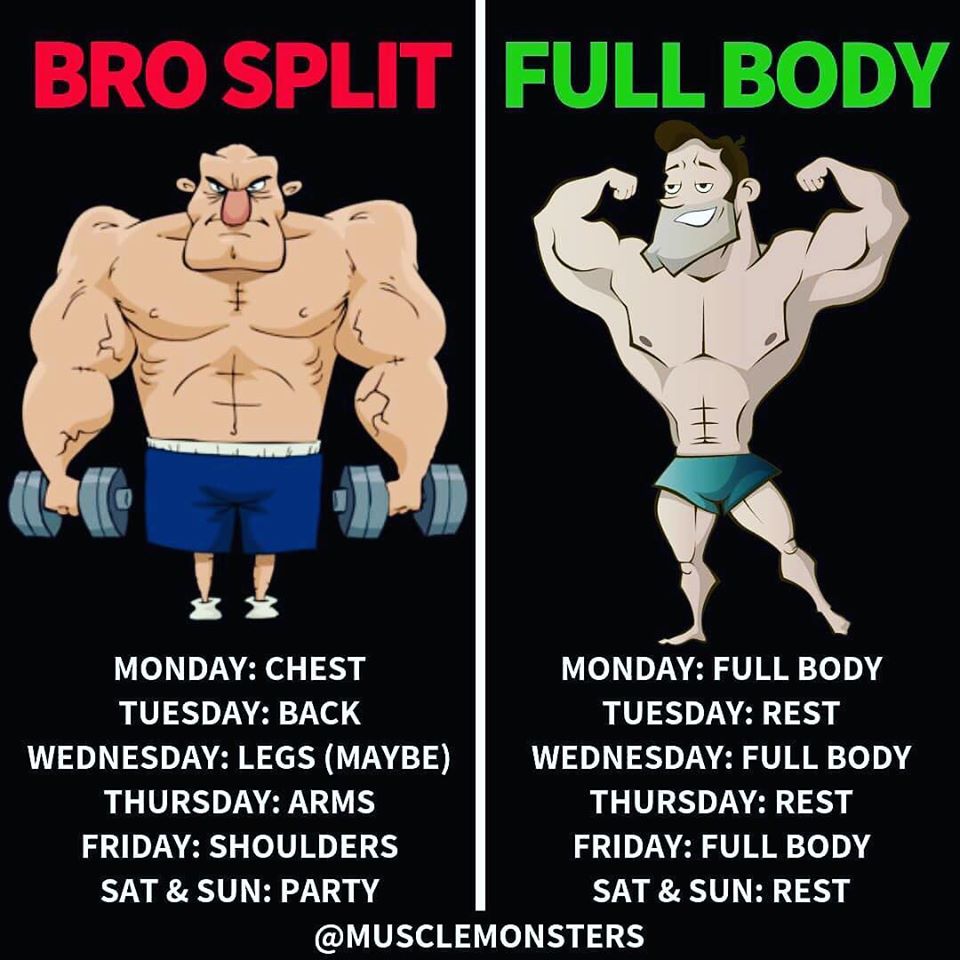 BRO SPLIT
MONDAY: CHEST
TUESDAY: BACK
WEDNESDAY: LEGS (MAYBE)
THURSDAY: ARMS
FRIDAY: SHOULDERS
SAT & SUN: PARTY
FULL BODY
MONDAY: FULL BODY
TUESDAY: REST
WEDNESDAY: FULL BODY
THURSDAY: REST
FRIDAY: FULL BODY
SAT & SUN: REST
@MUSCLEMONSTERS